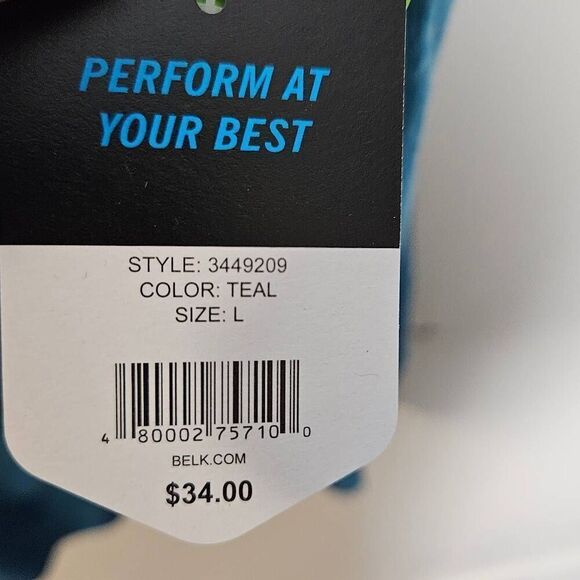 PERFORM AT
YOUR BEST
STYLE: 3449209
COLOR: TEAL
SIZE: L
4 80002 75710 0
BELK.COM
$34.00